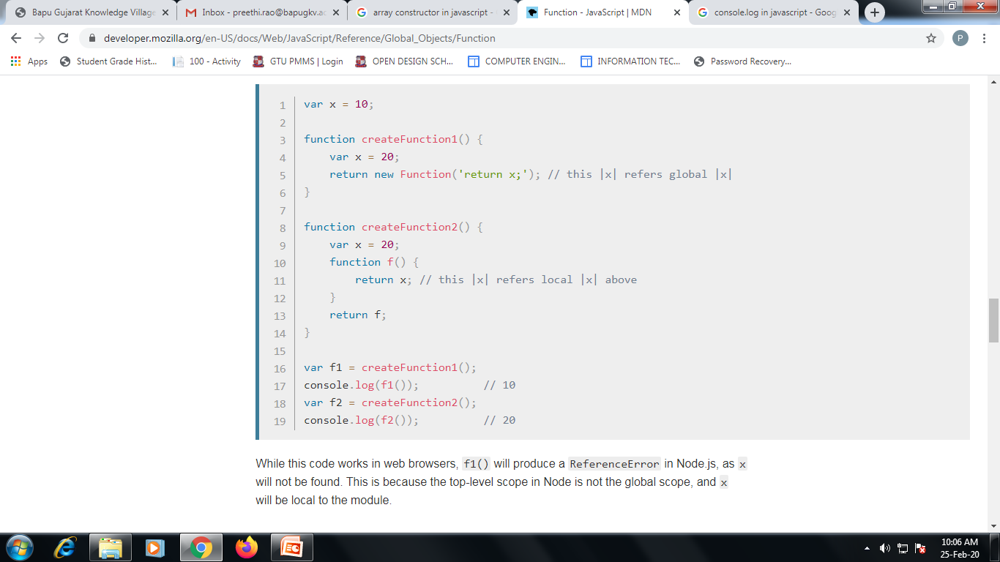 Bapu Gujarat Knowledge Village
Inbox - preethi.rao@bapugkv.ac
array constructor in javascript -
Function - JavaScript | MDN
console.log in javascript - Goog
developer.mozilla.org/en-US/docs/Web/JavaScript/Reference/Global_Objects/Function
P
Apps
Student Grade Hist...
100 - Activity
GTU PMMS | Login
OPEN DESIGN SCH...
COMPUTER ENGIN...
INFORMATION TEC...
Password Recovery...
1 var x = 10;
2
3 function createFunction1() {
4     var x = 20;
5     return new Function('return x;'); // this |x| refers global |x|
6 }
7
8 function createFunction2() {
9     var x = 20;
10     function f() {
11         return x; // this |x| refers local |x| above
12     }
13     return f;
14 }
15
16 var f1 = createFunction1();
17 console.log(f1());          // 10
18 var f2 = createFunction2();
19 console.log(f2());          // 20
While this code works in web browsers, f1() will produce a ReferenceError in Node.js, as x
will not be found. This is because the top-level scope in Node is not the global scope, and x
will be local to the module.
10:06 AM
25-Feb-20